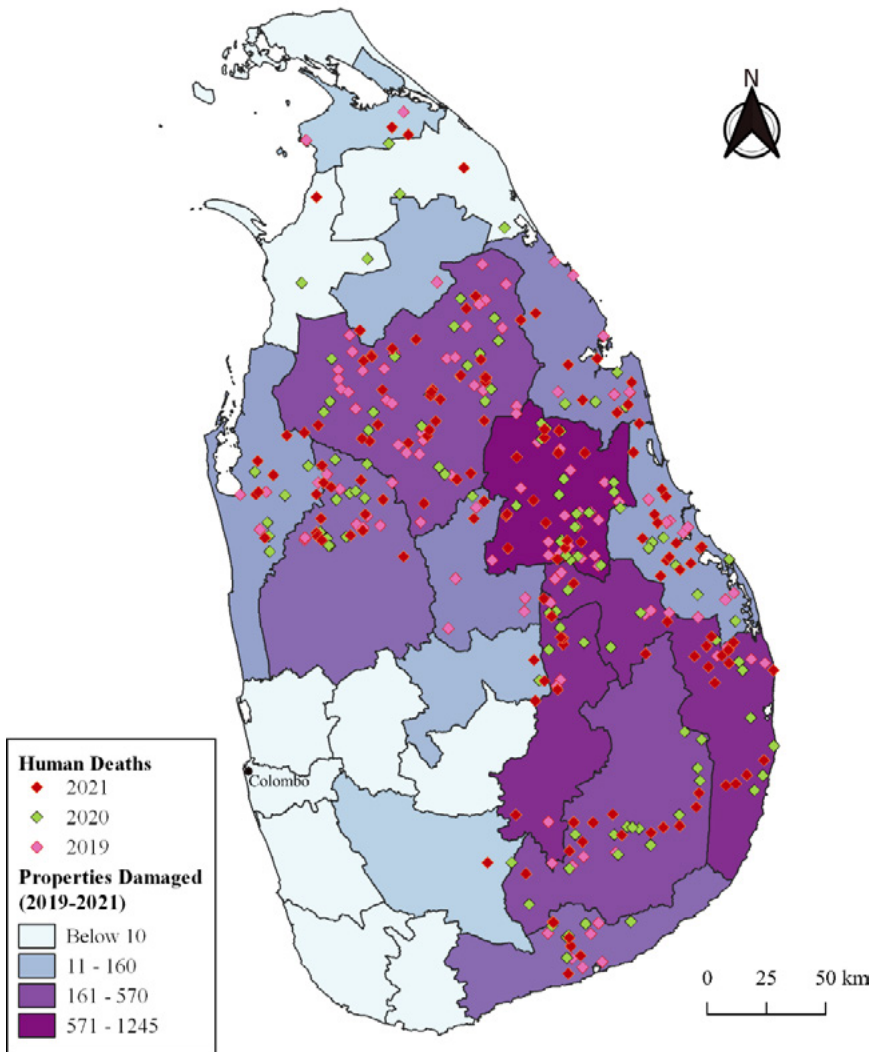 N
Colombo
Human Deaths
2021
2020
2019
Properties Damaged
(2019-2021)
Below 10
11 - 160
161 - 570
571 - 1245
0 25 50 km